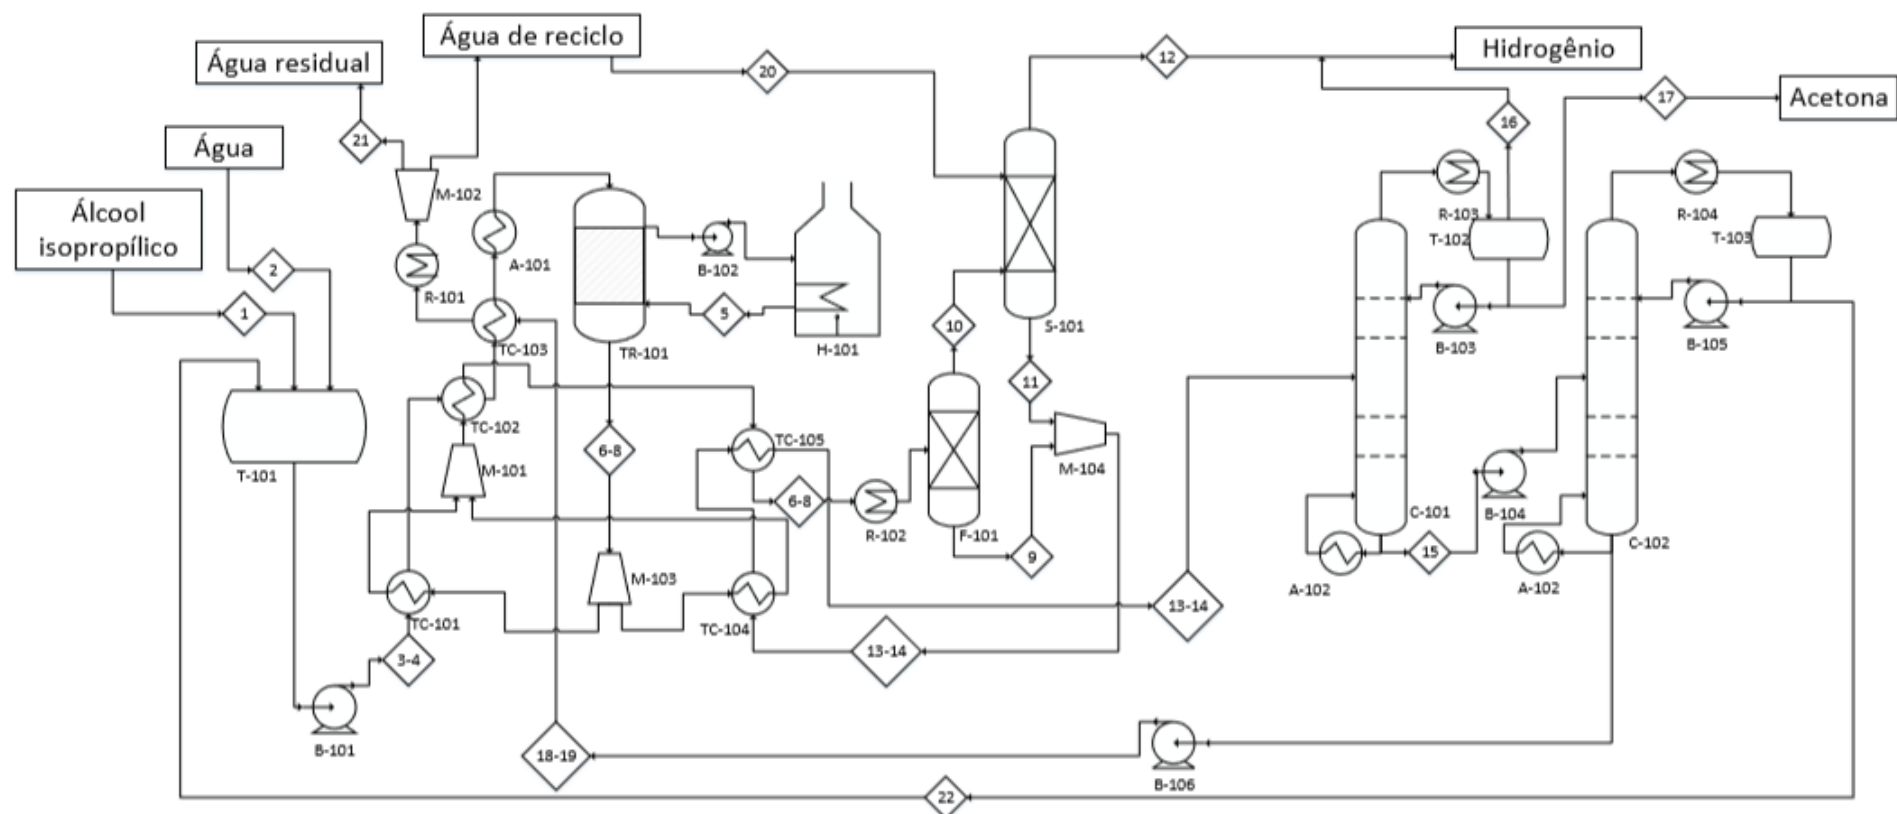 Água de reciclo
Hidrogênio
Água residual
12
20
17
Acetona
16
21
Água
M-102
Álcool
isopropílico
R-103
R-104
T-102
T-103
A-101
B-102
2
R-101
1
5
10
S-101
TC-103
TR-101
H-101
B-103
B-105
11
TC-102
6-8
TC-105
M-104
T-101
M-101
6-8
R-102
F-101
9
C-101
B-104
C-102
15
A-102
A-102
M-103
TC-101
TC-104
13-14
3-4
13-14
B-101
18-19
B-106
22